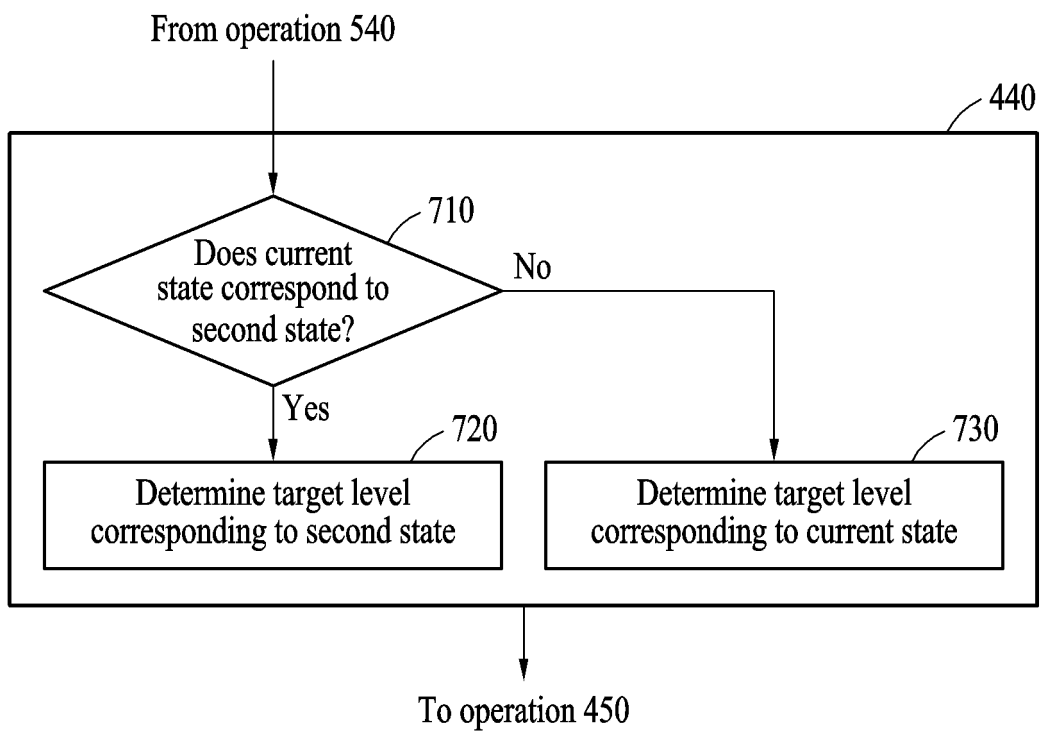 From operation 540
440
710
Does current
state correspond to
second state?
No
Yes
720
730
Determine target level
corresponding to second state
Determine target level
corresponding to current state
To operation 450